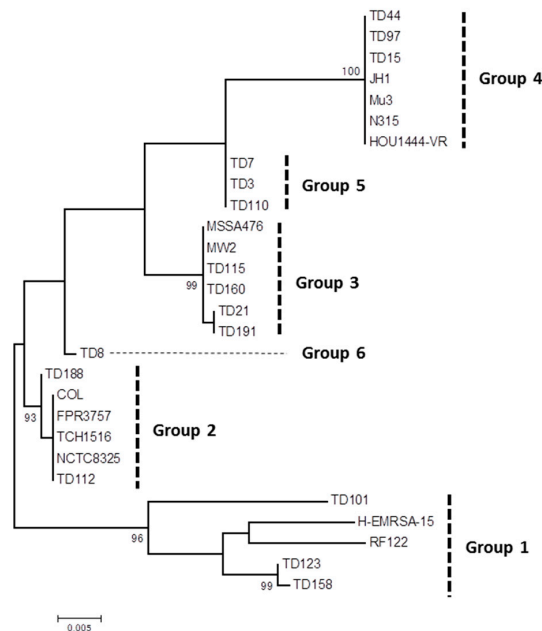 TD44
TD97
TD15
100
JH1
Group 4
Mu3
N315
HOU1444-VR
TD7
TD3
Group 5
TD110
MSSA476
MW2
TD115
99
TD160
Group 3
TD21
TD191
TD8
Group 6
TD188
COL
93
FPR3757
TCH1516
Group 2
NCTC8325
TD112
TD101
H-EMRSA-15
96
RF122
Group 1
TD123
99
TD158
0.005